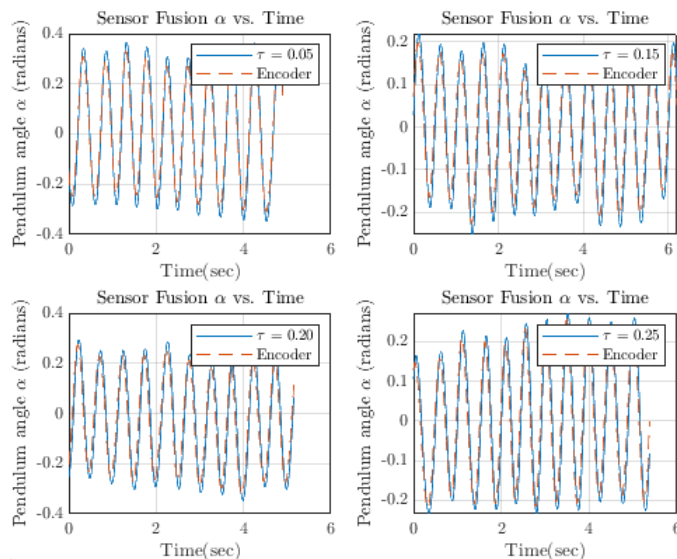 Sensor Fusion α vs. Time
Pendulum angle α (radians)
0.4
0.2
0
-0.2
-0.4
τ = 0.05
Encoder
0 2 4 6
Time(sec)
Sensor Fusion α vs. Time
Pendulum angle α (radians)
0.2
0.1
0
-0.1
-0.2
τ = 0.15
Encoder
0 2 4 6
Time(sec)
Sensor Fusion α vs. Time
Pendulum angle α (radians)
0.4
0.2
0
-0.2
-0.4
τ = 0.20
Encoder
0 2 4 6
Time(sec)
Sensor Fusion α vs. Time
Pendulum angle α (radians)
0.2
0.1
0
-0.1
-0.2
τ = 0.25
Encoder
0 2 4 6
Time(sec)